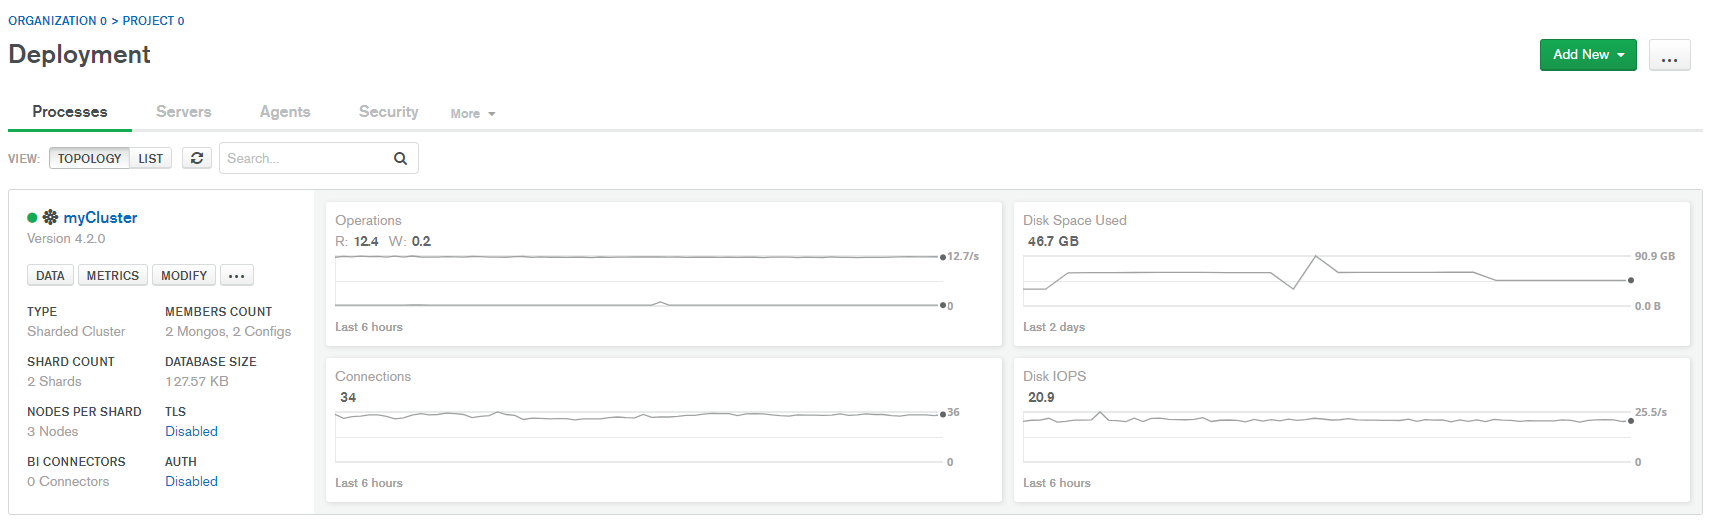 ORGANIZATION 0 > PROJECT 0
Deployment
Add New
...
Processes Servers Agents Security More
VIEW: TOPOLOGY LIST Search...
myCluster
Version 4.2.0
DATA METRICS MODIFY ...
TYPE MEMBERS COUNT
Sharded Cluster 2 Mongos, 2 Configs
SHARD COUNT DATABASE SIZE
2 Shards 127.57 KB
NODES PER SHARD TLS
3 Nodes Disabled
BI CONNECTORS AUTH
0 Connectors Disabled
Operations
R: 12.4 W: 0.2
12.7/s
0
Last 6 hours
Disk Space Used
46.7 GB
90.9 GB
0.0 B
Last 2 days
Connections
34
36
0
Last 6 hours
Disk IOPS
20.9
25.5/s
0
Last 6 hours